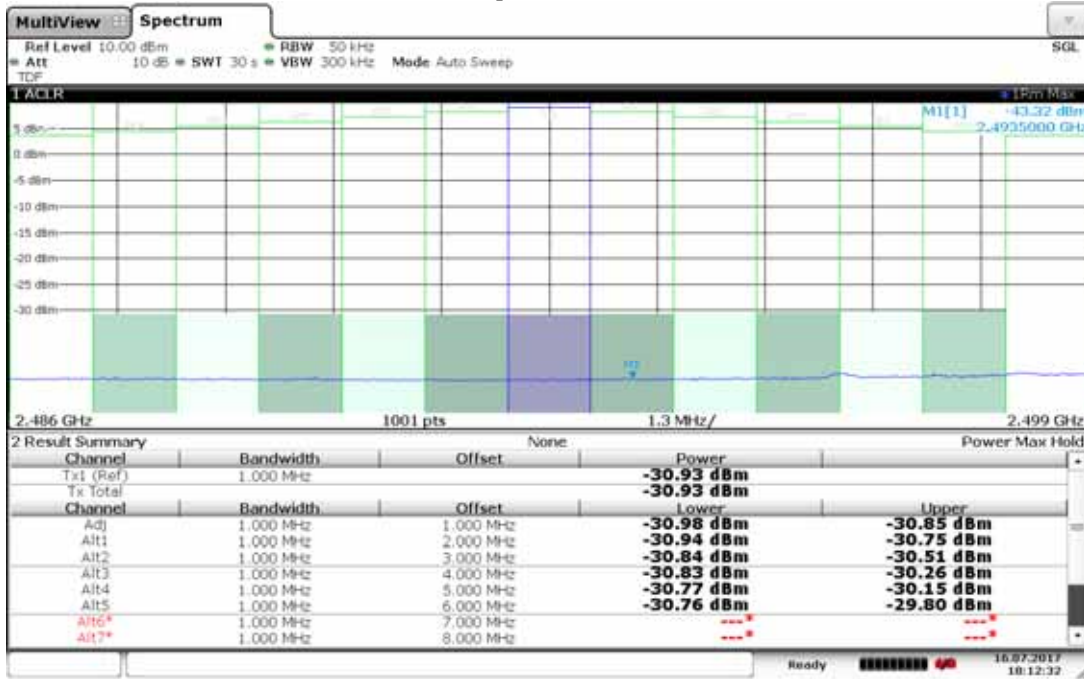 MultiView Spectrum
Ref Level 10.00 dBm RBW 50 kHz SGL
Att 10 dB SWT 30 s VBW 300 kHz Mode Auto Sweep
TDF
1 ACLR 1Rm Max
M1[1] -43.32 dBm
2.4935000 GHz
5 dBm
0 dBm
-5 dBm
-10 dBm
-15 dBm
-20 dBm
-25 dBm
-30 dBm
M1
2.486 GHz 1001 pts 1.3 MHz/ 2.499 GHz
2 Result Summary None Power Max Hold
Channel Bandwidth Offset Power
Tx1 (Ref) 1.000 MHz -30.93 dBm
Tx Total -30.93 dBm
Channel Bandwidth Offset Lower Upper
Adj 1.000 MHz 1.000 MHz -30.98 dBm -30.85 dBm
Alt1 1.000 MHz 2.000 MHz -30.94 dBm -30.75 dBm
Alt2 1.000 MHz 3.000 MHz -30.84 dBm -30.51 dBm
Alt3 1.000 MHz 4.000 MHz -30.83 dBm -30.26 dBm
Alt4 1.000 MHz 5.000 MHz -30.77 dBm -30.15 dBm
Alt5 1.000 MHz 6.000 MHz -30.76 dBm -29.80 dBm
Alt6* 1.000 MHz 7.000 MHz ---* ---*
Alt7* 1.000 MHz 8.000 MHz ---* ---*
Ready 16.07.2017
18:12:32